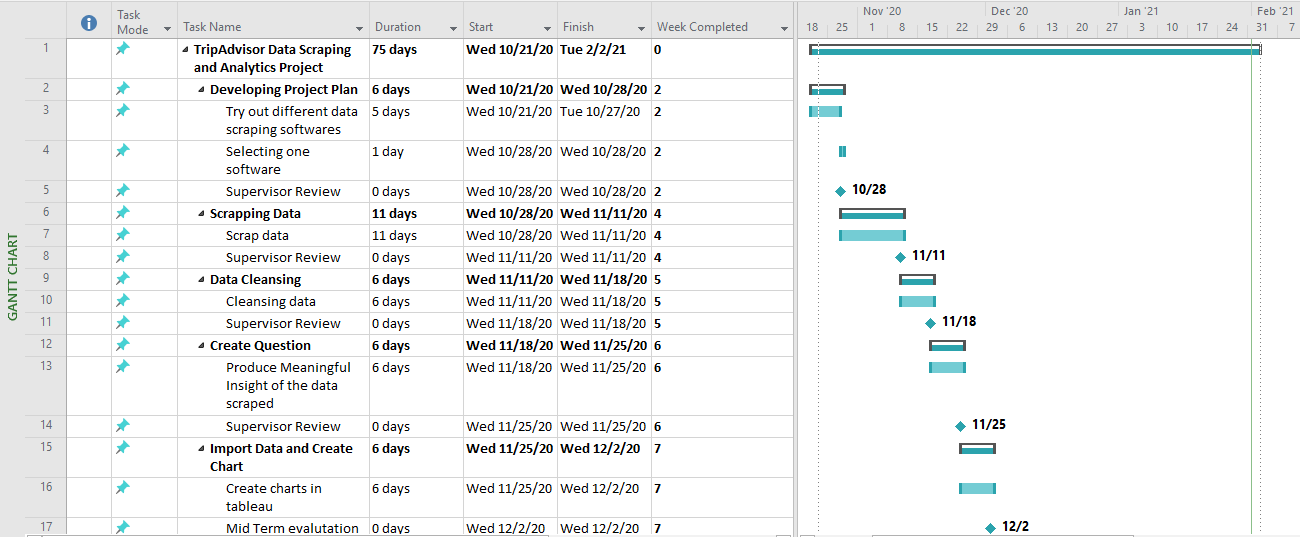 Nov '20 Dec '20 Jan '21 Feb '21
Task Mode Task Name Duration Start Finish Week Completed 18 25 1 8 15 22 29 6 13 20 27 3 10 17 24 31 7
1 TripAdvisor Data Scraping 75 days Wed 10/21/20 Tue 2/2/21 0
and Analytics Project
2 Developing Project Plan 6 days Wed 10/21/20 Wed 10/28/20 2
3 Try out different data 5 days Wed 10/21/20 Tue 10/27/20 2
scraping softwares
4 Selecting one 1 day Wed 10/28/20 Wed 10/28/20 2
software
5 Supervisor Review 0 days Wed 10/28/20 Wed 10/28/20 2 10/28
6 Scrapping Data 11 days Wed 10/28/20 Wed 11/11/20 4
7 Scrap data 11 days Wed 10/28/20 Wed 11/11/20 4
8 Supervisor Review 0 days Wed 11/11/20 Wed 11/11/20 4 11/11
9 Data Cleansing 6 days Wed 11/11/20 Wed 11/18/20 5
10 Cleansing data 6 days Wed 11/11/20 Wed 11/18/20 5
11 Supervisor Review 0 days Wed 11/18/20 Wed 11/18/20 5 11/18
12 Create Question 6 days Wed 11/18/20 Wed 11/25/20 6
13 Produce Meaningful 6 days Wed 11/18/20 Wed 11/25/20 6
Insight of the data
scraped
14 Supervisor Review 0 days Wed 11/25/20 Wed 11/25/20 6 11/25
15 Import Data and Create 6 days Wed 11/25/20 Wed 12/2/20 7
Chart
16 Create charts in 6 days Wed 11/25/20 Wed 12/2/20 7
tableau
17 Mid Term evalutation 0 days Wed 12/2/20 Wed 12/2/20 7 12/2
GANTT CHART